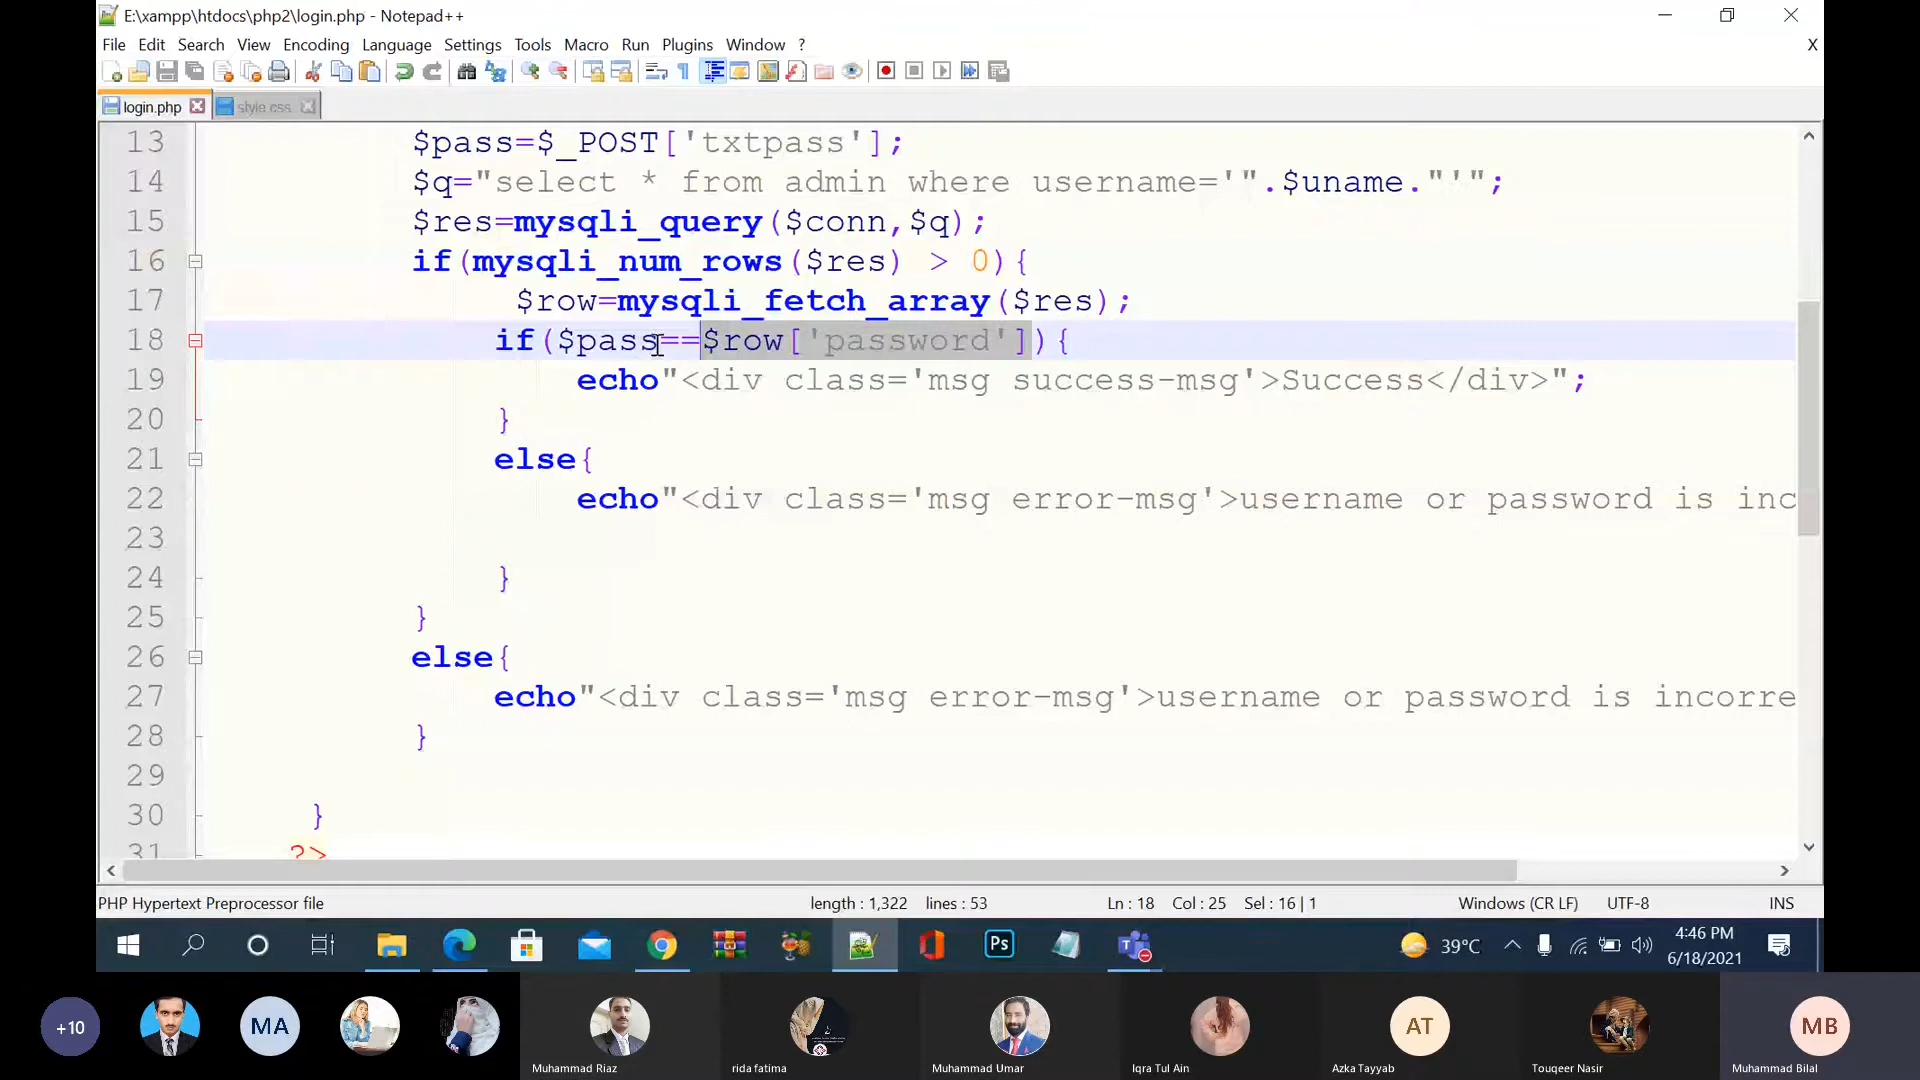 E:\xampp\htdocs\php2\login.php - Notepad++
File Edit Search View Encoding Language Settings Tools Macro Run Plugins Window ? X
login.php style.css
13 $pass=$_POST['txtpass'];
14 $q="select * from admin where username='".$uname."'";
15 $res=mysqli_query($conn,$q);
16 if(mysqli_num_rows($res) > 0){
17 $row=mysqli_fetch_array($res);
18 if($pass==$row['password']){
19 echo"<div class='msg success-msg'>Success</div>";
20 }
21 else{
22 echo"<div class='msg error-msg'>username or password is inc
23
24 }
25 }
26 else{
27 echo"<div class='msg error-msg'>username or password is incorre
28 }
29
30 }
31 ?>
PHP Hypertext Preprocessor file length : 1,322 lines : 53 Ln : 18 Col : 25 Sel : 16 | 1 Windows (CR LF) UTF-8 INS
Ps 39°C 4:46 PM
6/18/2021
+10 MA AT MB
Muhammad Riaz rida fatima Muhammad Umar Iqra Tul Ain Azka Tayyab Touqeer Nasir Muhammad Bilal